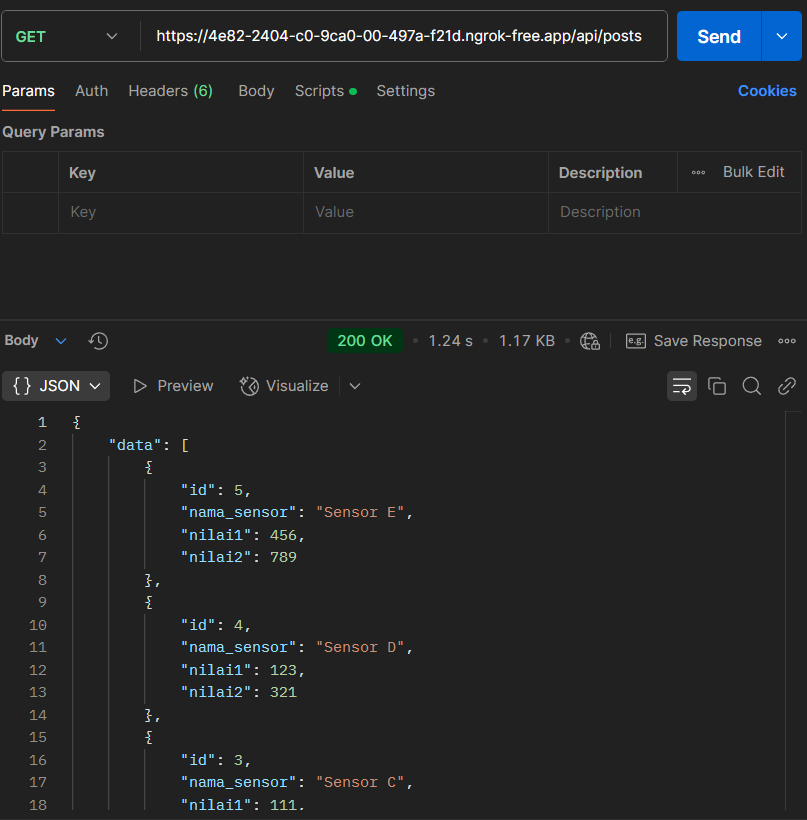 GET https://4e82-2404-c0-9ca0-00-497a-f21d.ngrok-free.app/api/posts Send
Params Auth Headers (6) Body Scripts Settings Cookies
Query Params
Key Value Description Bulk Edit
Key Value Description
Body 200 OK 1.24 s 1.17 KB e.g. Save Response
{} JSON Preview Visualize
1 {
2 "data": [
3 {
4 "id": 5,
5 "nama_sensor": "Sensor E",
6 "nilai1": 456,
7 "nilai2": 789
8 },
9 {
10 "id": 4,
11 "nama_sensor": "Sensor D",
12 "nilai1": 123,
13 "nilai2": 321
14 },
15 {
16 "id": 3,
17 "nama_sensor": "Sensor C",
18 "nilai1": 111,